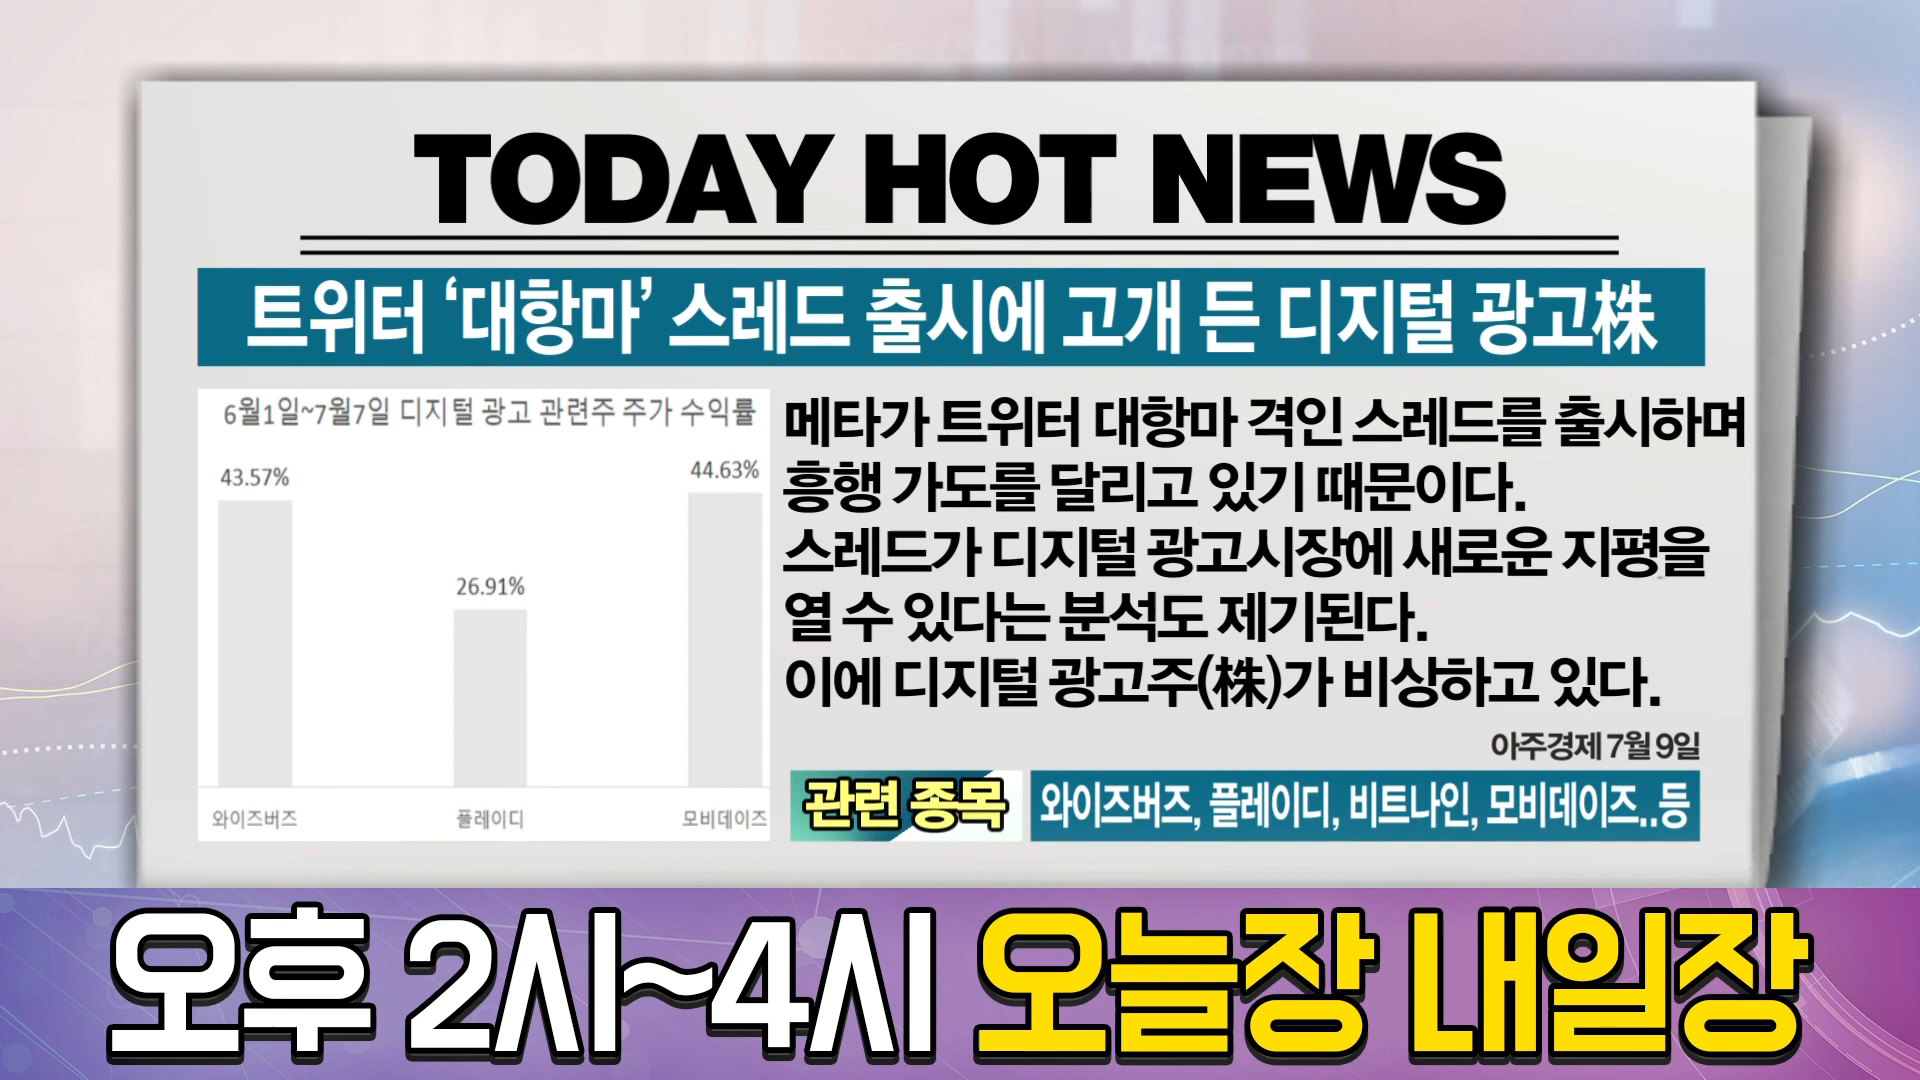 TODAY HOT NEWS
트위터 ‘대항마’ 스레드 출시에 고개 든 디지털 광고株
6월1일~7월7일 디지털 광고 관련주 주가 수익률
43.57%
26.91%
44.63%
와이즈버즈
플레이디
모비데이즈
메타가 트위터 대항마 격인 스레드를 출시하며
흥행 가도를 달리고 있기 때문이다.
스레드가 디지털 광고시장에 새로운 지평을
열 수 있다는 분석도 제기된다.
이에 디지털 광고주(株)가 비상하고 있다.
아주경제 7월 9일
관련 종목
와이즈버즈, 플레이디, 비트나인, 모비데이즈..등
오후 2시~4시 오늘장 내일장